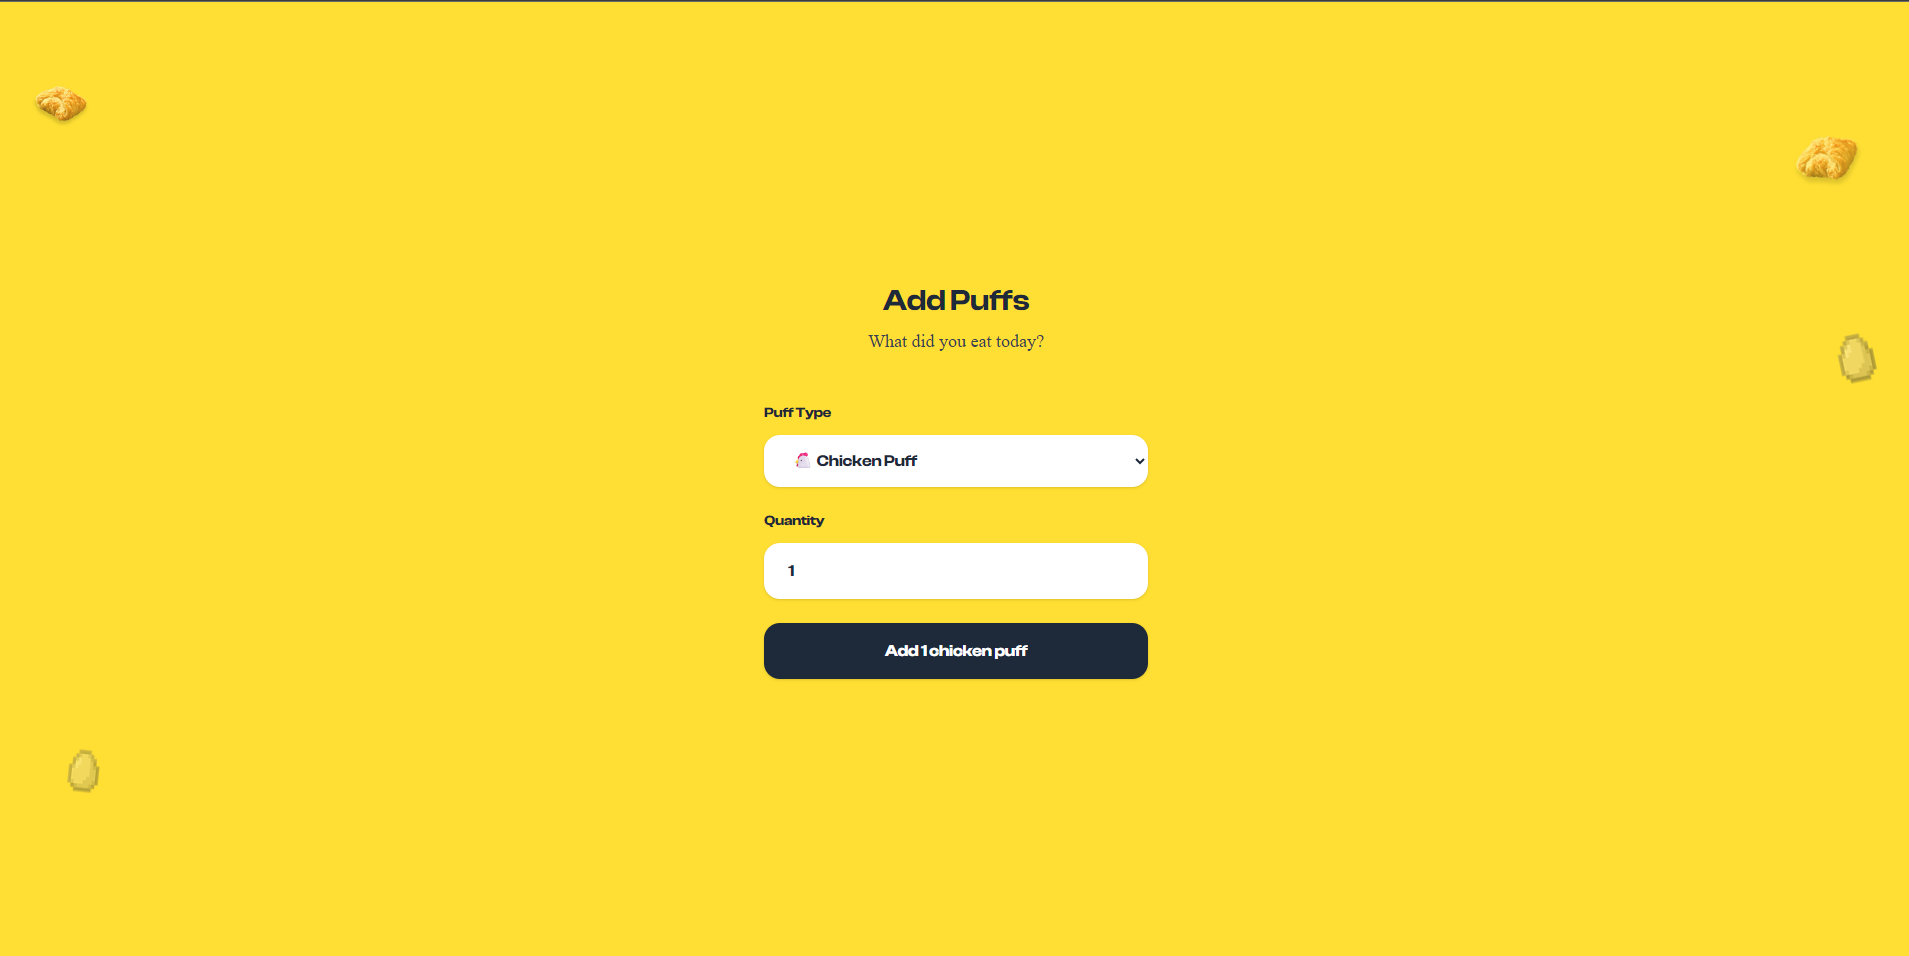 Add Puffs
What did you eat today?
Puff Type
🐔 Chicken Puff
Quantity
1
Add 1 chicken puff